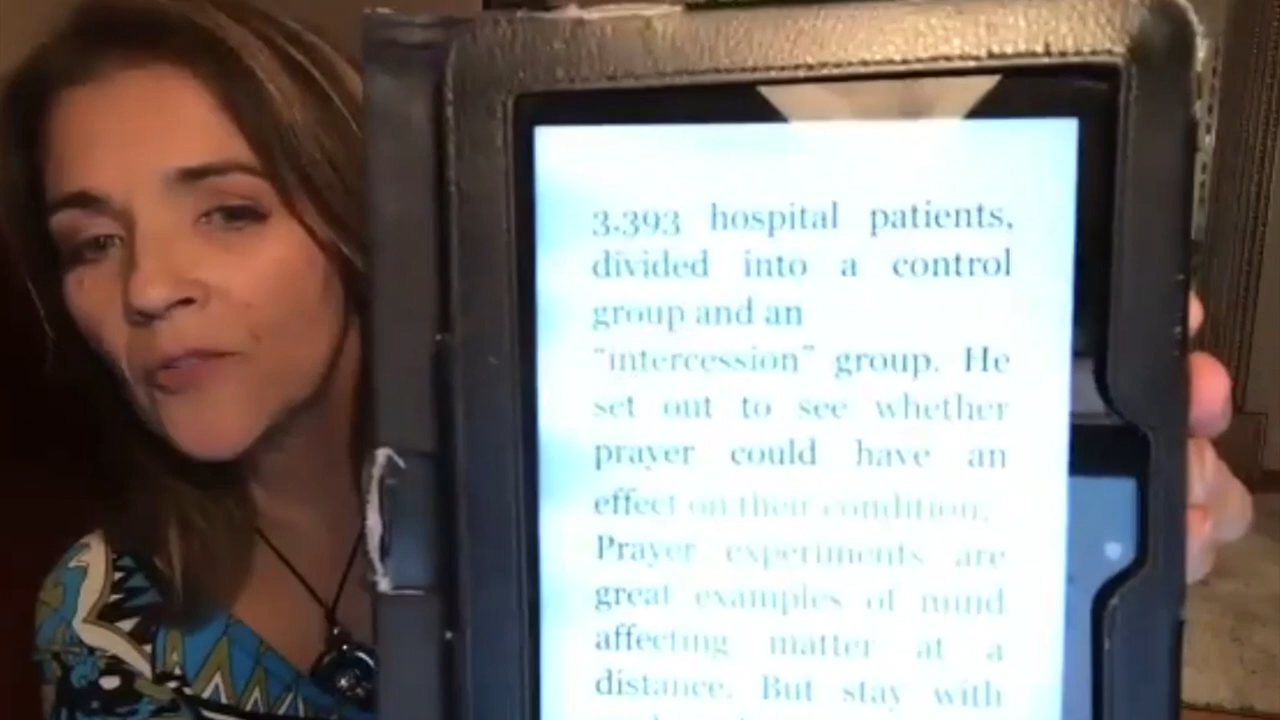 3,393 hospital patients,
divided into a control
group and an
"intercession" group. He
set out to see whether
prayer could have an
effect on their condition.
Prayer experiments are
great examples of mind
affecting matter at a
distance. But stay with